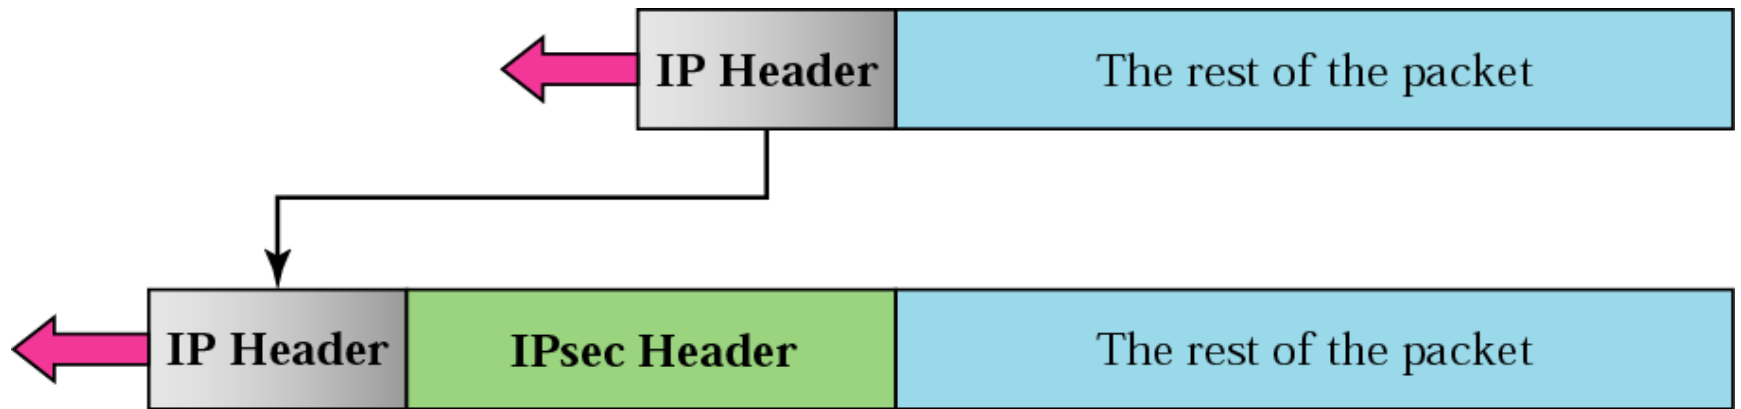 IP Header The rest of the packet
IP Header IPsec Header The rest of the packet